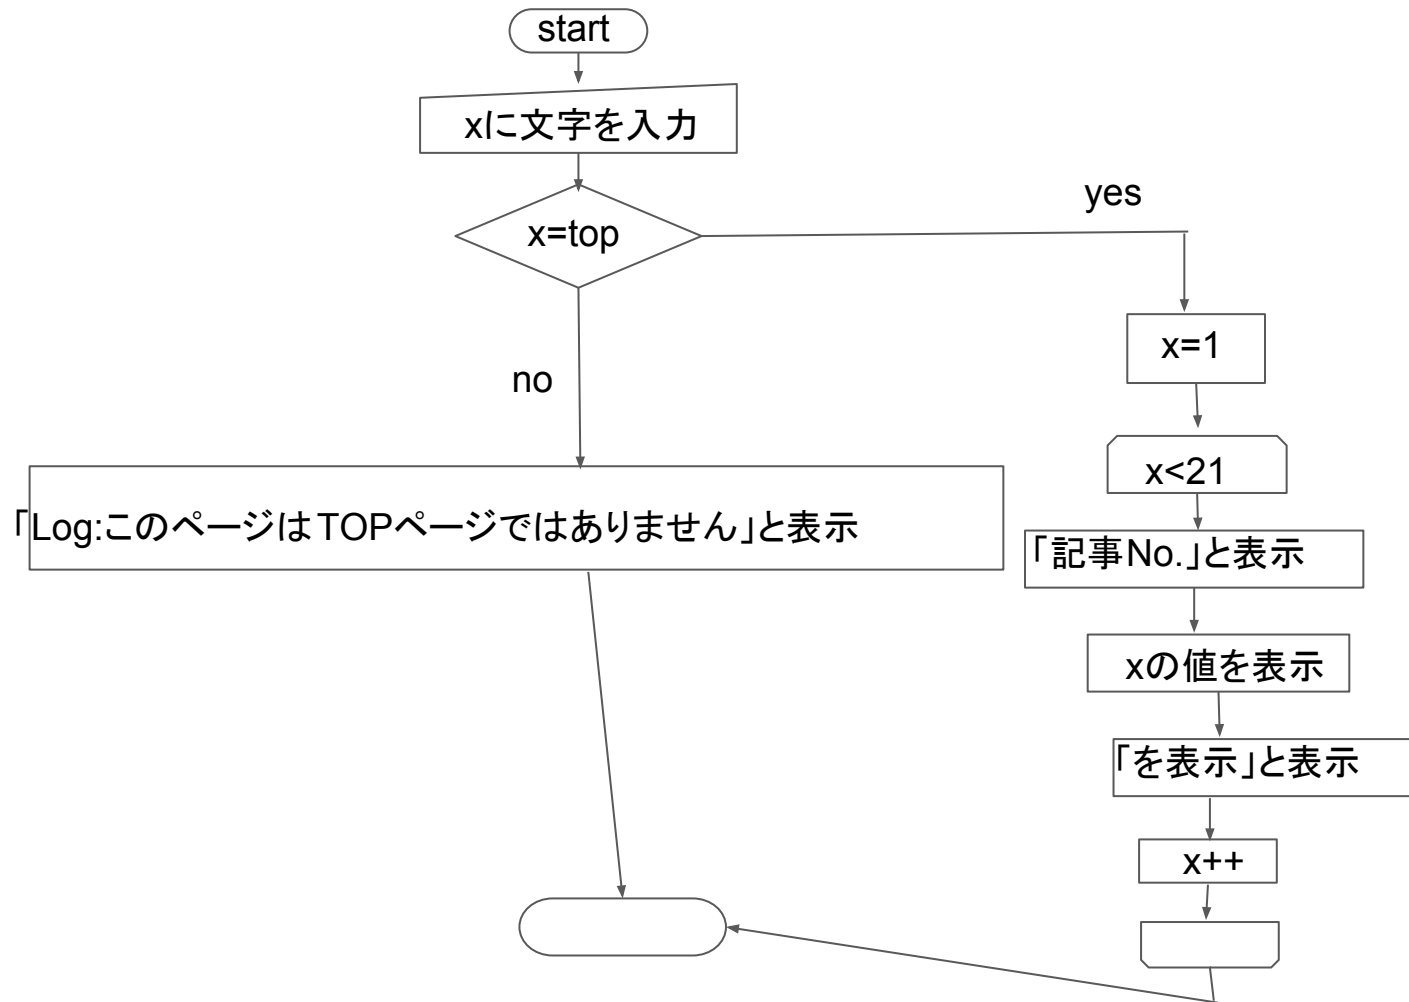 start
xに文字を入力
x=top
yes
no
x=1
x<21
「Log:このページはTOPページではありません」と表示
「記事No.」と表示
xの値を表示
「を表示」と表示
x++